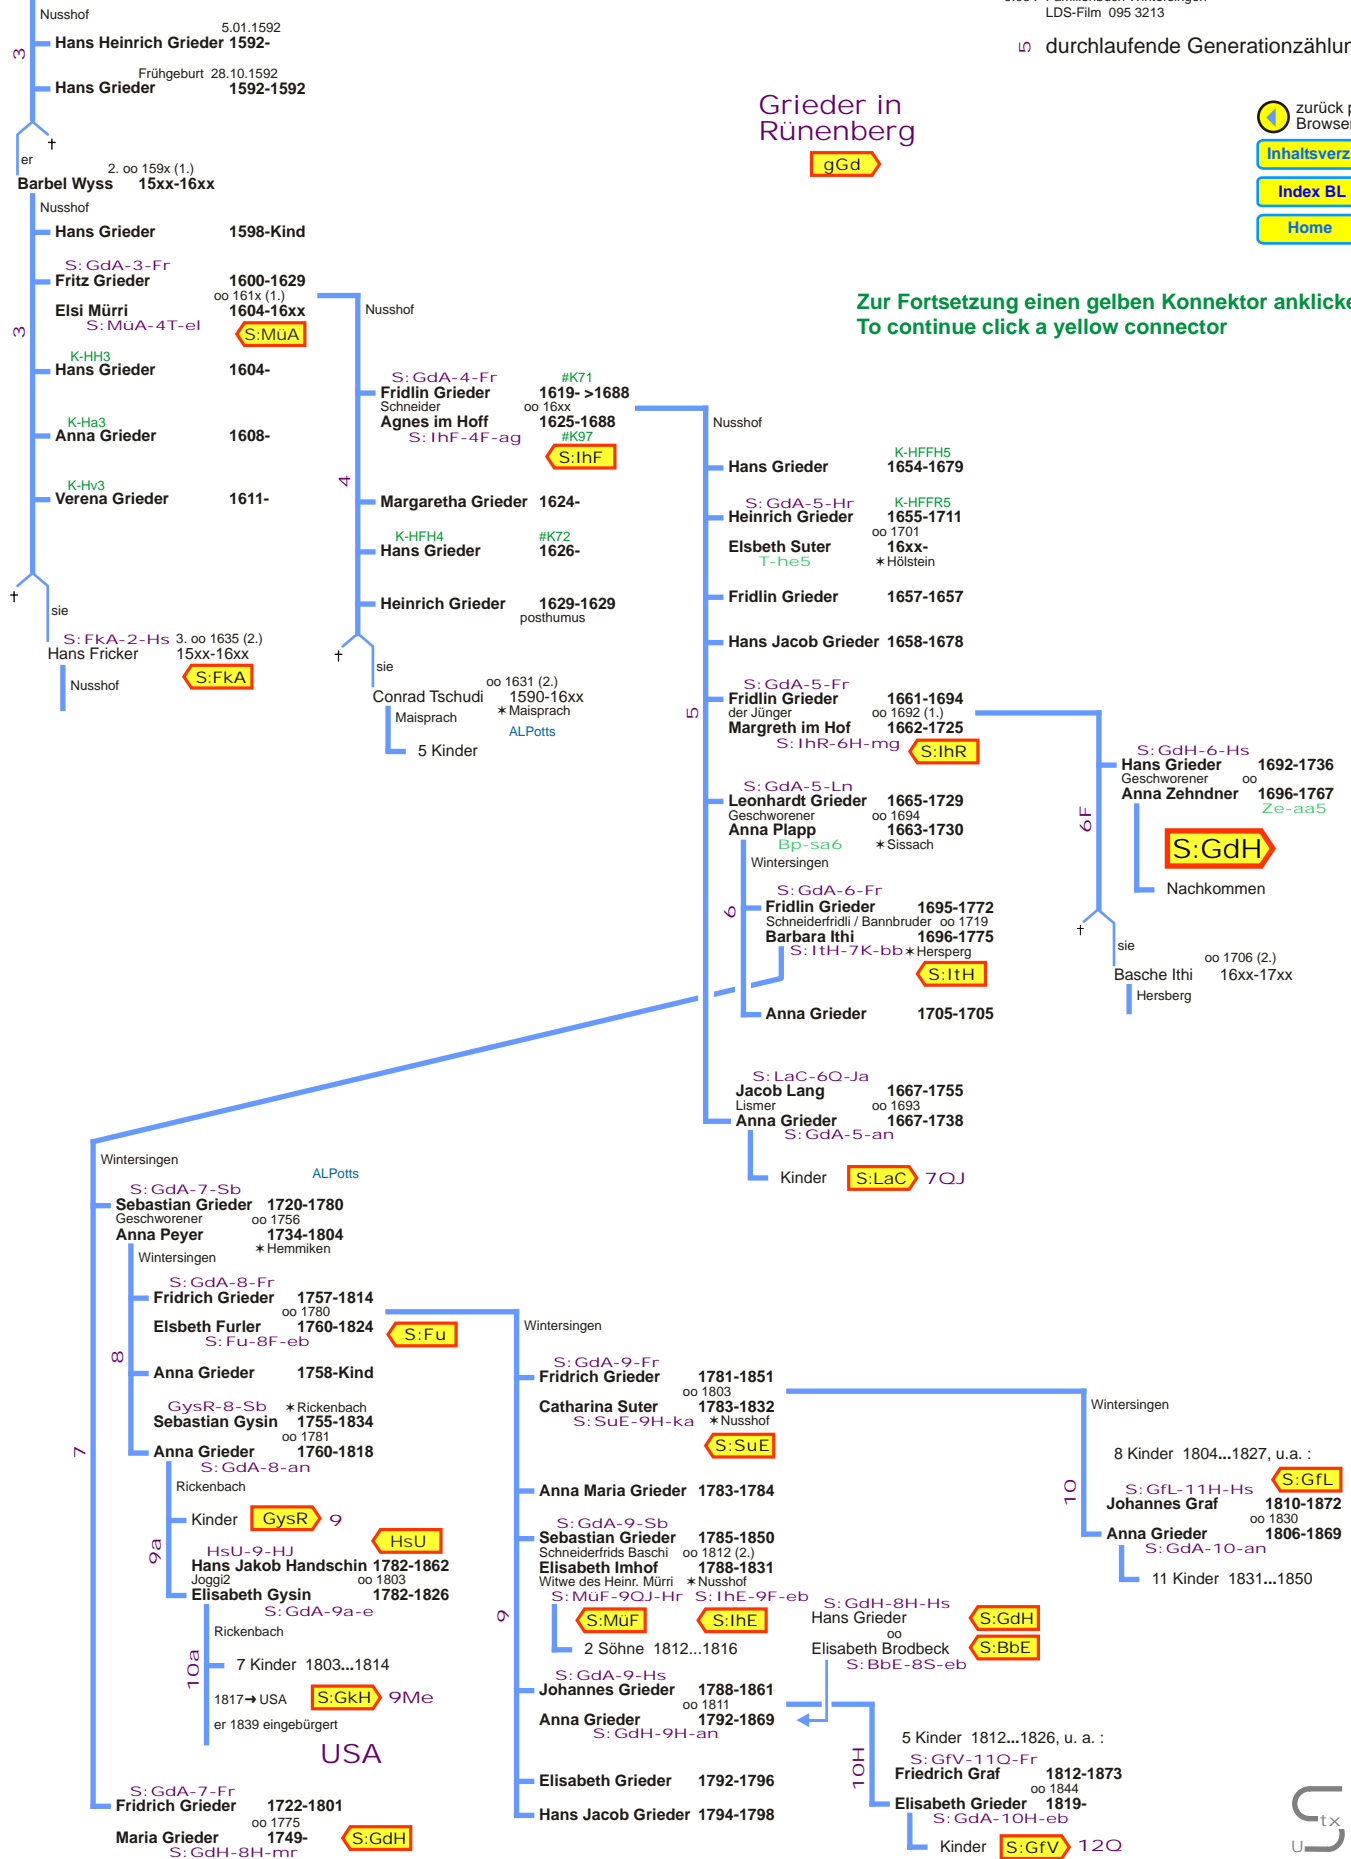 LDS-Film 095 3213
5 durchlaufende Generationzählun
Grieder in
Rünenberg
gGd
zurück p
Browser
Inhaltsverz
Index BL
Home
Zur Fortsetzung einen gelben Konnektor anklicke
To continue click a yellow connector
Nusshof
3
5.01.1592
Hans Heinrich Grieder 1592-
Frühgeburt 28.10.1592
Hans Grieder 1592-1592
†
er
2. oo 159x (1.)
Barbel Wyss 15xx-16xx
Nusshof
3
Hans Grieder 1598-Kind
S:GdA-3-Fr
Fritz Grieder 1600-1629
oo 161x (1.)
Elsi Mürri 1604-16xx
S:MüA-4T-el
S:MüA
K-HH3
Hans Grieder 1604-
K-Ha3
Anna Grieder 1608-
K-Hv3
Verena Grieder 1611-
†
sie
S:FkA-2-Hs 3. oo 1635 (2.)
Hans Fricker 15xx-16xx
S:FkA
Nusshof
Nusshof
4
S:GdA-4-Fr #K71
Fridlin Grieder 1619- >1688
Schneider oo 16xx
Agnes im Hoff 1625-1688
S:IhF-4F-ag #K97
S:IhF
Margaretha Grieder 1624-
K-HFH4 #K72
Hans Grieder 1626-
Heinrich Grieder 1629-1629
posthumus
†
sie
oo 1631 (2.)
Conrad Tschudi 1590-16xx
Maisprach ✶Maisprach
ALPotts
5 Kinder
Nusshof
5
K-HFFH5
Hans Grieder 1654-1679
S:GdA-5-Hr K-HFFR5
Heinrich Grieder 1655-1711
oo 1701
Elsbeth Suter 16xx-
T-he5 ✶Hölstein
Fridlin Grieder 1657-1657
Hans Jacob Grieder 1658-1678
S:GdA-5-Fr
Fridlin Grieder 1661-1694
der Jünger oo 1692 (1.)
Margreth im Hof 1662-1725
S:IhR-6H-mg
S:IhR
S:GdA-5-Ln
Leonhardt Grieder 1665-1729
Geschworener oo 1694
Anna Plapp 1663-1730
Bp-sa6 ✶Sissach
Wintersingen
6
S:GdA-6-Fr
Fridlin Grieder 1695-1772
Schneiderfridli / Bannbruder oo 1719
Barbara Ithi 1696-1775
S:ItH-7K-bb ✶Hersperg
S:ItH
Anna Grieder 1705-1705
S:LaC-6Q-Ja
Jacob Lang 1667-1755
Lismer oo 1693
Anna Grieder 1667-1738
S:GdA-5-an
Kinder S:LaC 7QJ
6F
S:GdH-6-Hs
Hans Grieder 1692-1736
Geschworener oo
Anna Zehndner 1696-1767
Ze-aa5
S:GdH
Nachkommen
†
sie
oo 1706 (2.)
Basche Ithi 16xx-17xx
Hersberg
Wintersingen
7
ALPotts
S:GdA-7-Sb
Sebastian Grieder 1720-1780
Geschworener oo 1756
Anna Peyer 1734-1804
✶Hemmiken
Wintersingen
8
S:GdA-8-Fr
Fridrich Grieder 1757-1814
oo 1780
Elsbeth Furler 1760-1824
S:Fu-8F-eb
S:Fu
Anna Grieder 1758-Kind
GysR-8-Sb ✶Rickenbach
Sebastian Gysin 1755-1834
oo 1781
Anna Grieder 1760-1818
S:GdA-8-an
Rickenbach
9a
Kinder GysR 9
HsU
HsU-9-HJ
Hans Jakob Handschin 1782-1862
Joggi2 oo 1803
Elisabeth Gysin 1782-1826
S:GdA-9a-e
Rickenbach
10a
7 Kinder 1803...1814
1817→USA S:GkH 9Me
er 1839 eingebürgert
USA
S:GdA-7-Fr
Fridrich Grieder 1722-1801
oo 1775
Maria Grieder 1749-
S:GdH
S:GdH-8H-mr
Wintersingen
9
S:GdA-9-Fr
Fridrich Grieder 1781-1851
oo 1803
Catharina Suter 1783-1832
S:SuE-9H-ka ✶Nusshof
S:SuE
Anna Maria Grieder 1783-1784
S:GdA-9-Sb
Sebastian Grieder 1785-1850
Schneiderfrids Baschi oo 1812 (2.)
Elisabeth Imhof 1788-1831
Witwe des Heinr. Mürri ✶Nusshof
S:MüF-9QJ-Hr S:IhE-9F-eb
S:MüF S:IhE
2 Söhne 1812...1816
S:GdH-8H-Hs
Hans Grieder S:GdH
oo
Elisabeth Brodbeck S:BbE
S:BbE-8S-eb
S:GdA-9-Hs
Johannes Grieder 1788-1861
oo 1811
Anna Grieder 1792-1869
S:GdH-9H-an
Elisabeth Grieder 1792-1796
Hans Jacob Grieder 1794-1798
Wintersingen
10
8 Kinder 1804...1827, u.a. :
S:GfL
S:GfL-11H-Hs
Johannes Graf 1810-1872
oo 1830
Anna Grieder 1806-1869
S:GdA-10-an
11 Kinder 1831...1850
10H
5 Kinder 1812...1826, u. a. :
S:GfV-11Q-Fr
Friedrich Graf 1812-1873
oo 1844
Elisabeth Grieder 1819-
S:GdA-10H-eb
Kinder S:GfV 12Q
Stx
U